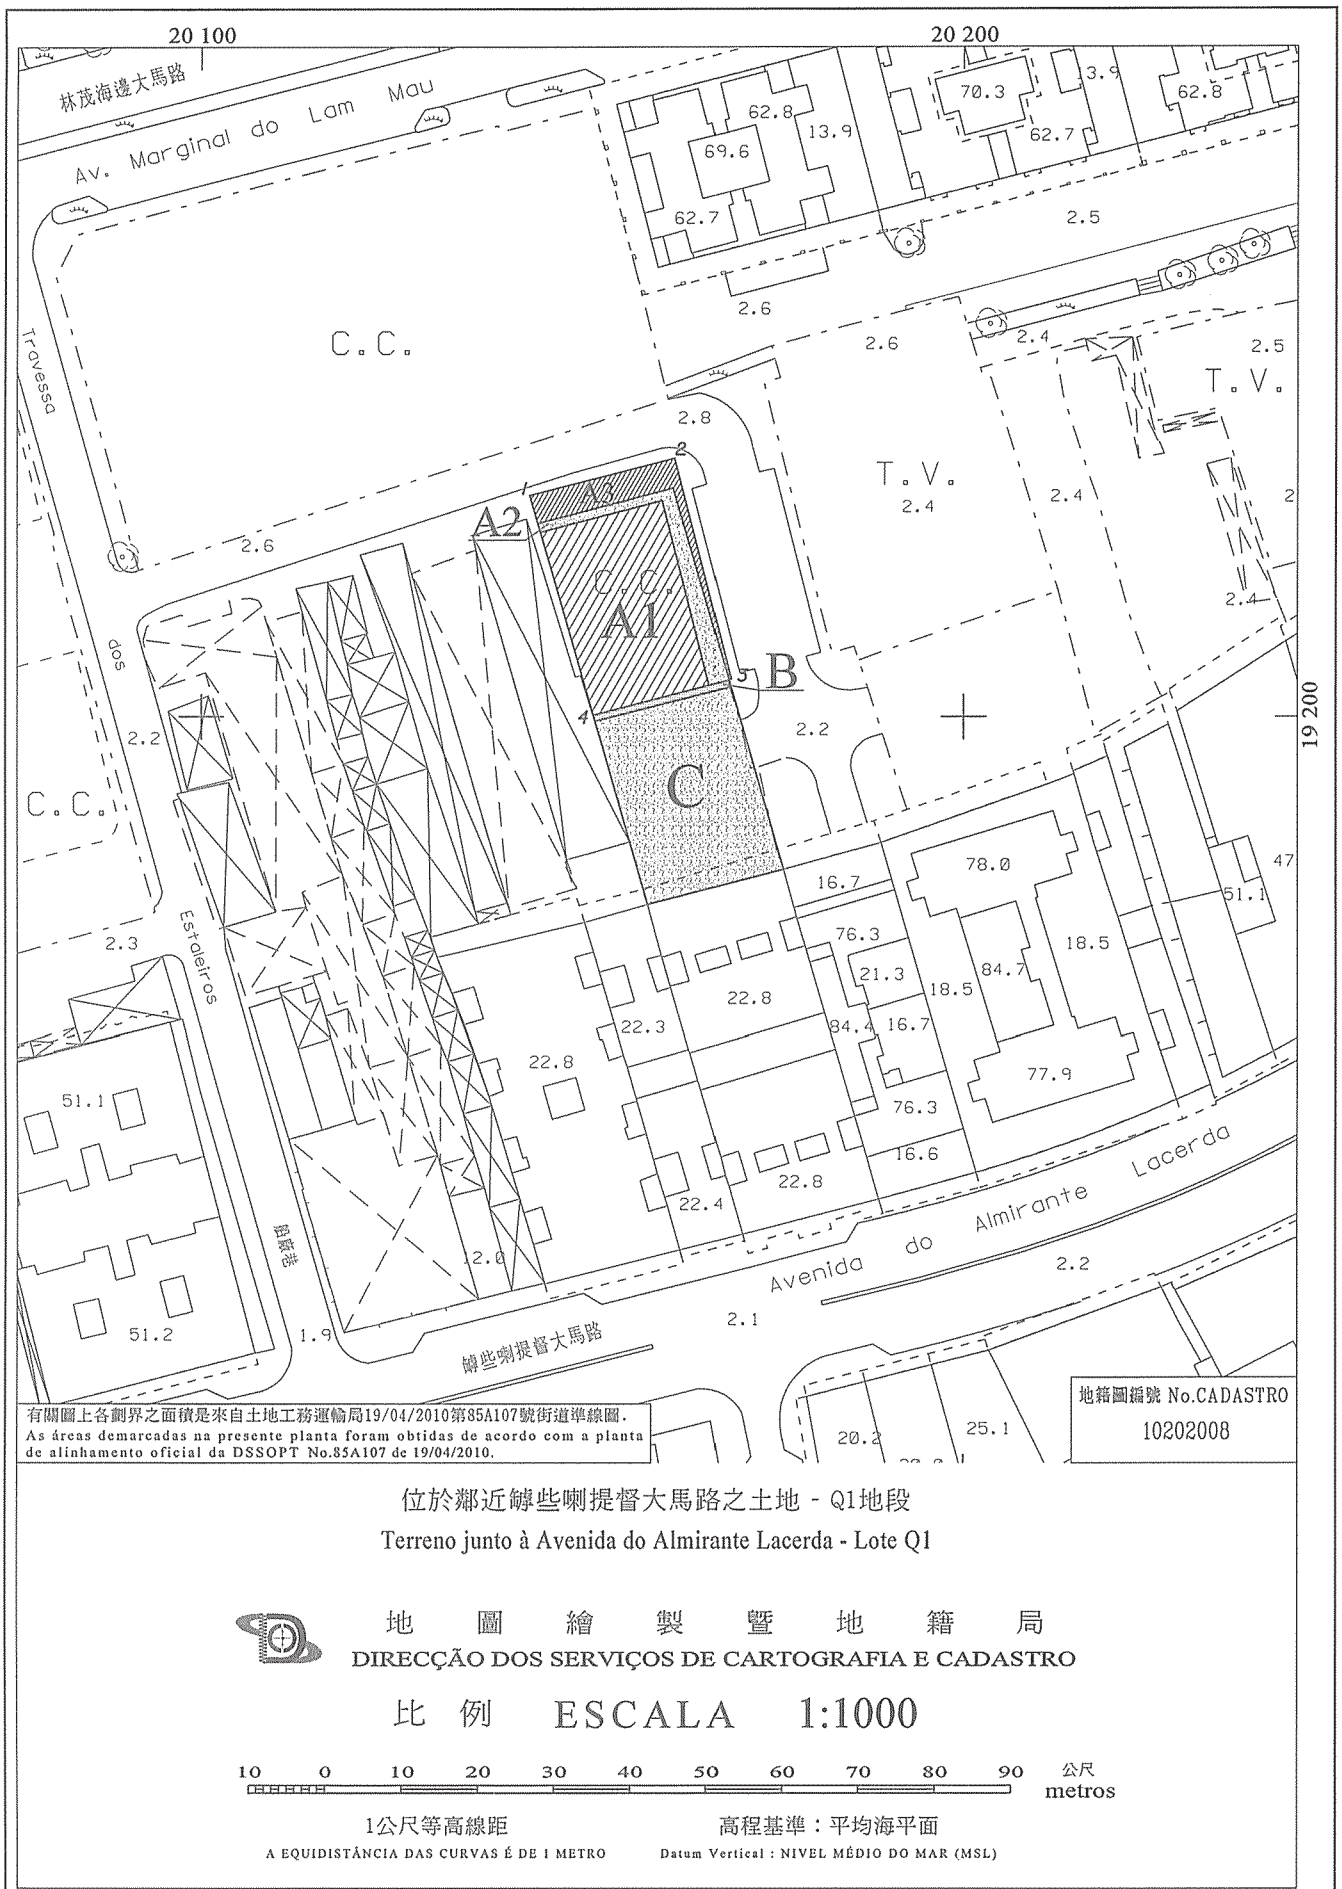 20 100
20 200
林茂海邊大馬路
Av. Marginal do Lam Mau
62.8
13.9
69.6
62.7
70.3
13.9
62.8
62.7
2.5
2.6
2.6
2.4
2.5
T.V.
C.C.
Travessa
2.8
2
1
A3
A2
T.V.
2.4
2.4
2
2.6
C.C.
A1
2.4
dos
3
B
4
2.2
2.2
19 200
C.C.
C
78.0
16.7
47
51.1
Estaleiros
2.3
76.3
18.5
21.3
84.7
18.5
22.8
22.3
84.4
16.7
22.8
51.1
77.9
76.3
16.6
22.8
22.4
Avenida do Almirante Lacerda
船廠巷
2.2
12.0
2.1
1.9
51.2
罅些喇提督大馬路
有關圖上各劃界之面積是來自土地工務運輸局19/04/2010第85A107號街道準線圖.
As áreas demarcadas na presente planta foram obtidas de acordo com a planta
de alinhamento oficial da DSSOPT No.85A107 de 19/04/2010.
20.2
25.1
地籍圖編號 No.CADASTRO
10202008
位於鄰近罅些喇提督大馬路之土地 - Q1地段
Terreno junto à Avenida do Almirante Lacerda - Lote Q1
地圖繪製暨地籍局
DIRECÇÃO DOS SERVIÇOS DE CARTOGRAFIA E CADASTRO
比例 ESCALA 1:1000
10 0 10 20 30 40 50 60 70 80 90 公尺
metros
1公尺等高線距 高程基準：平均海平面
A EQUIDISTÂNCIA DAS CURVAS É DE 1 METRO Datum Vertical : NIVEL MÉDIO DO MAR (MSL)